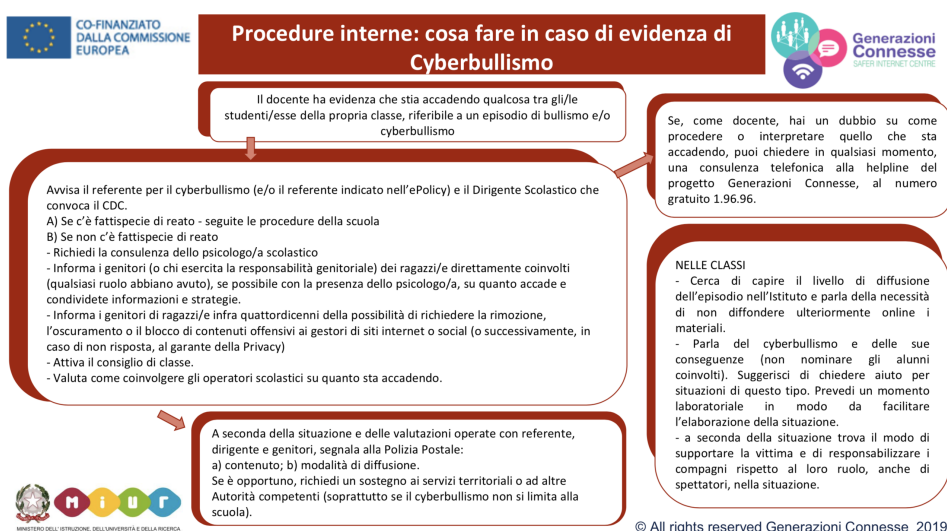 CO-FINANZIATO
DALLA COMMISSIONE
EUROPEA
Procedure interne: cosa fare in caso di evidenza di
Cyberbullismo
Generazioni
Connesse
SAFER INTERNET CENTRE
Il docente ha evidenza che stia accadendo qualcosa tra gli/le
studenti/esse della propria classe, riferibile a un episodio di bullismo e/o
cyberbullismo
Se, come docente, hai un dubbio su come
procedere o interpretare quello che sta
accadendo, puoi chiedere in qualsiasi momento,
una consulenza telefonica alla helpline del
progetto Generazioni Connesse, al numero
gratuito 1.96.96.
Avvisa il referente per il cyberbullismo (e/o il referente indicato nell’ePolicy) e il Dirigente Scolastico che
convoca il CDC.
A) Se c’è fattispecie di reato - seguite le procedure della scuola
B) Se non c’è fattispecie di reato
- Richiedi la consulenza dello psicologo/a scolastico
- Informa i genitori (o chi esercita la responsabilità genitoriale) dei ragazzi/e direttamente coinvolti
(qualsiasi ruolo abbiano avuto), se possibile con la presenza dello psicologo/a, su quanto accade e
condividete informazioni e strategie.
- Informa i genitori di ragazzi/e infra quattordicenni della possibilità di richiedere la rimozione,
l’oscuramento o il blocco di contenuti offensivi ai gestori di siti internet o social (o successivamente, in
caso di non risposta, al garante della Privacy)
- Attiva il consiglio di classe.
- Valuta come coinvolgere gli operatori scolastici su quanto sta accadendo.
NELLE CLASSI
- Cerca di capire il livello di diffusione
dell’episodio nell’Istituto e parla della necessità
di non diffondere ulteriormente online i
materiali.
- Parla del cyberbullismo e delle sue
conseguenze (non nominare gli alunni
coinvolti). Suggerisci di chiedere aiuto per
situazioni di questo tipo. Prevedi un momento
laboratoriale in modo da facilitare
l’elaborazione della situazione.
- a seconda della situazione trova il modo di
supportare la vittima e di responsabilizzare i
compagni rispetto al loro ruolo, anche di
spettatori, nella situazione.
A seconda della situazione e delle valutazioni operate con referente,
dirigente e genitori, segnala alla Polizia Postale:
a) contenuto; b) modalità di diffusione.
Se è opportuno, richiedi un sostegno ai servizi territoriali o ad altre
Autorità competenti (soprattutto se il cyberbullismo non si limita alla
scuola).
miur
MINISTERO DELL'ISTRUZIONE, DELL'UNIVERSITÀ E DELLA RICERCA
© All rights reserved Generazioni Connesse 2019